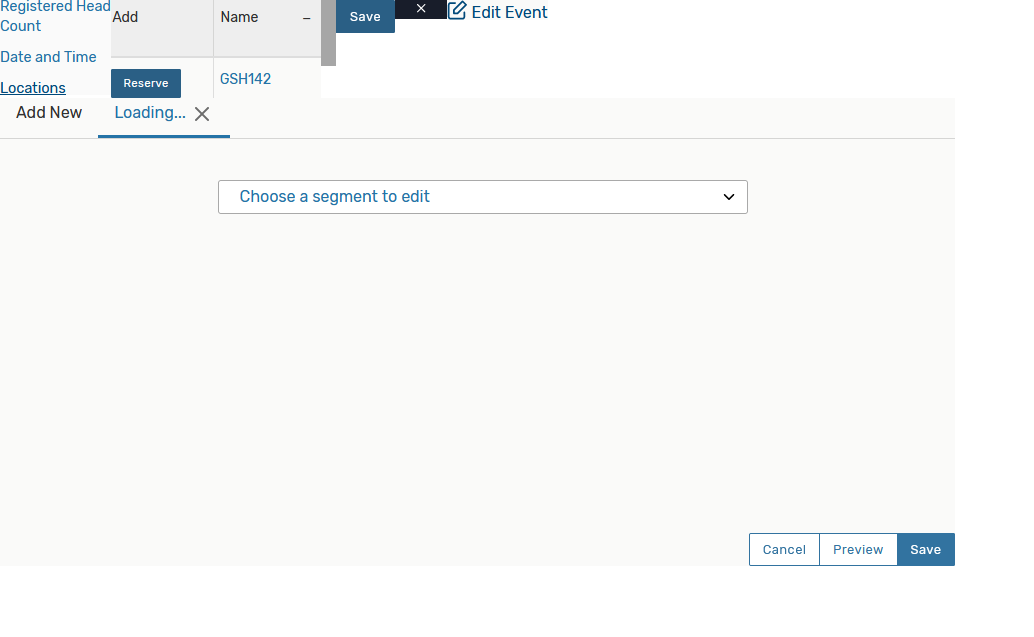 Registered Head
Count
Date and Time
Locations
Add
Name
Reserve
GSH142
Save
Edit Event
Add New
Loading...
Choose a segment to edit
Cancel
Preview
Save